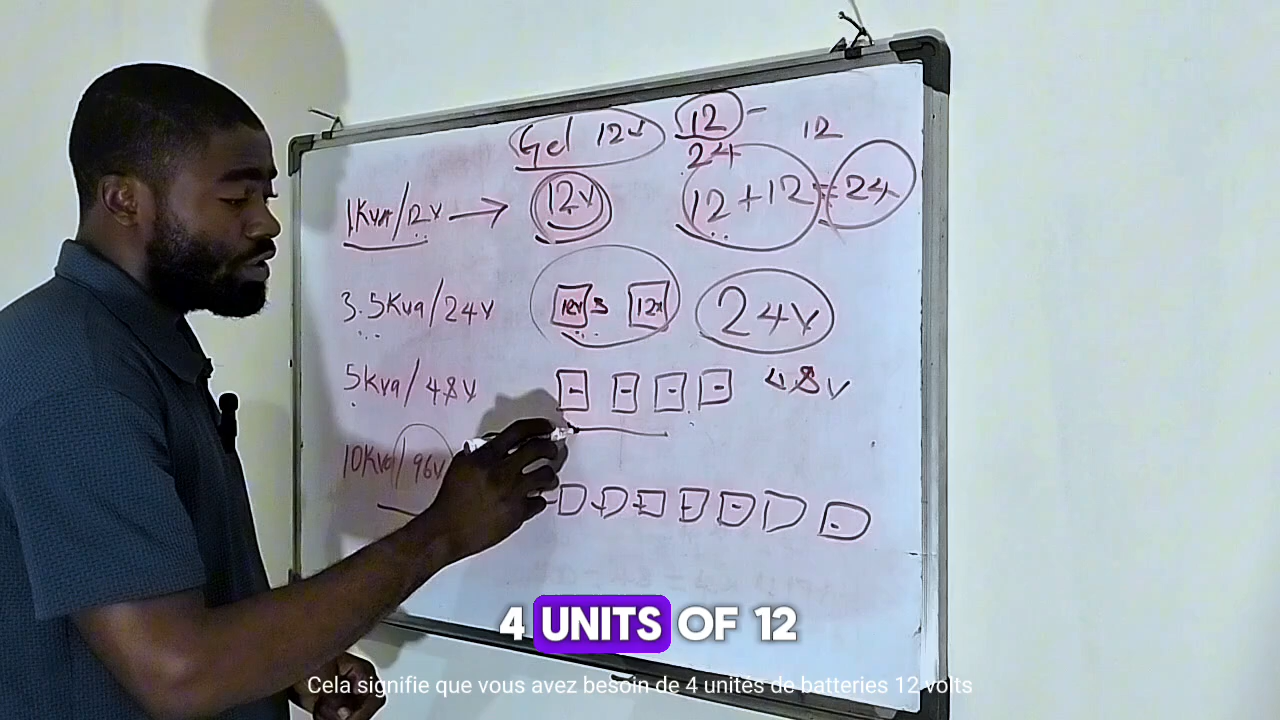 Gel 12v
12 -
24
12
1Kva/12v → 12v
12 + 12 = 24
3.5Kva/24v 12v s 12v 24v
5Kva/48v 48v
10Kva/96v
4 UNITS OF 12
Cela signifie que vous avez besoin de 4 unités de batteries 12 volts